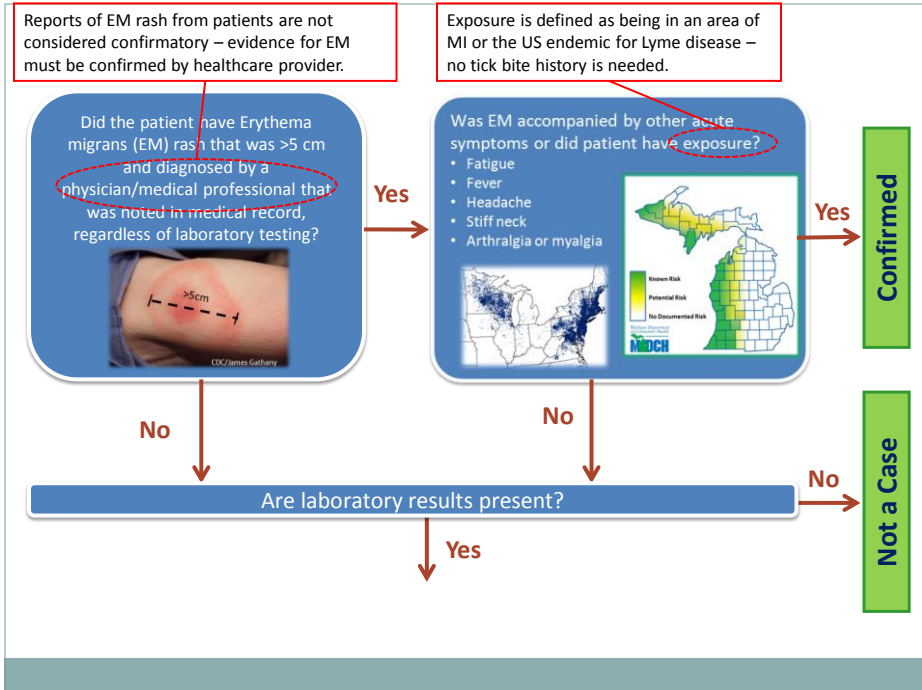 Reports of EM rash from patients are not
considered confirmatory – evidence for EM
must be confirmed by healthcare provider.
Exposure is defined as being in an area of
MI or the US endemic for Lyme disease –
no tick bite history is needed.
Did the patient have Erythema
migrans (EM) rash that was >5 cm
and diagnosed by a
physician/medical professional that
was noted in medical record,
regardless of laboratory testing?
>5cm
CDC/James Gathany
Yes
Was EM accompanied by other acute
symptoms or did patient have exposure?
• Fatigue
• Fever
• Headache
• Stiff neck
• Arthralgia or myalgia
Known Risk
Potential Risk
No Documented Risk
Michigan Department
of Community Health
MDCH
Yes
Confirmed
No
No
Are laboratory results present?
No
Not a Case
Yes